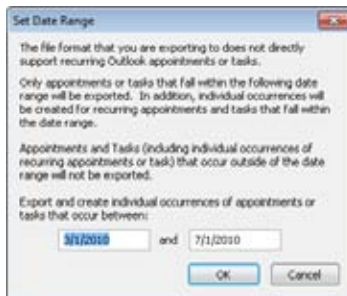 Set Date Range
The file format that you are exporting to does not directly
support recurring Outlook appointments or tasks.
Only appointments or tasks that fall within the following date
range will be exported. In addition, individual occurrences will
be created for recurring appointments and tasks that fall within
the date range.
Appointments and Tasks (including individual occurrences of
recurring appointments or task) that occur outside of the date
range will not be exported.
Export and create individual occurrences of appointments or
tasks that occur between:
3/1/2010 and 7/1/2010
OK Cancel